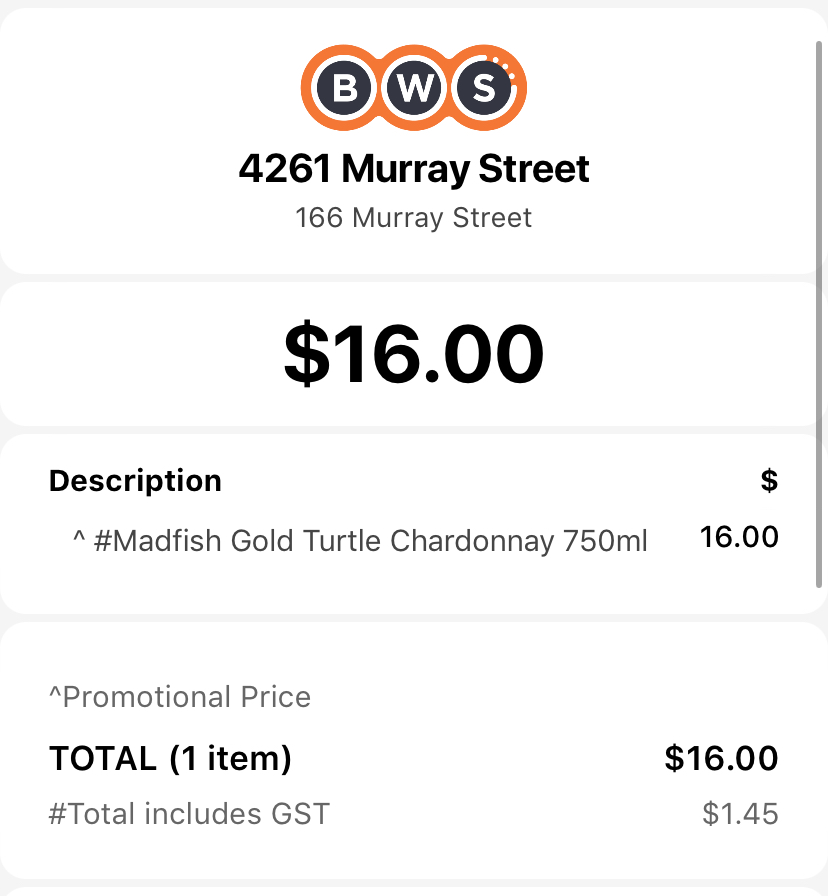 BWS
4261 Murray Street
166 Murray Street
$16.00
Description $
^ #Madfish Gold Turtle Chardonnay 750ml 16.00
^Promotional Price
TOTAL (1 item) $16.00
#Total includes GST $1.45